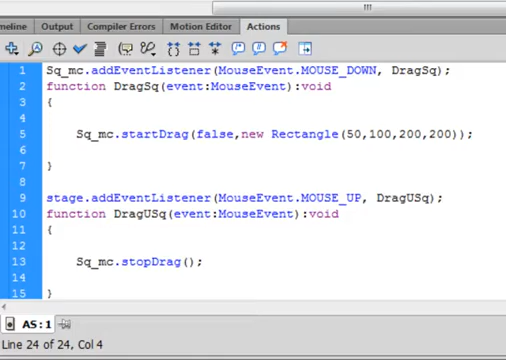 meline Output Compiler Errors Motion Editor Actions
1 Sq_mc.addEventListener(MouseEvent.MOUSE_DOWN, DragSq);
2 function DragSq(event:MouseEvent):void
3 {
4
5 Sq_mc.startDrag(false,new Rectangle(50,100,200,200));
6
7 }
8
9 stage.addEventListener(MouseEvent.MOUSE_UP, DragUSq);
10 function DragUSq(event:MouseEvent):void
11 {
12
13 Sq_mc.stopDrag();
14
15 }
AS:1
Line 24 of 24, Col 4